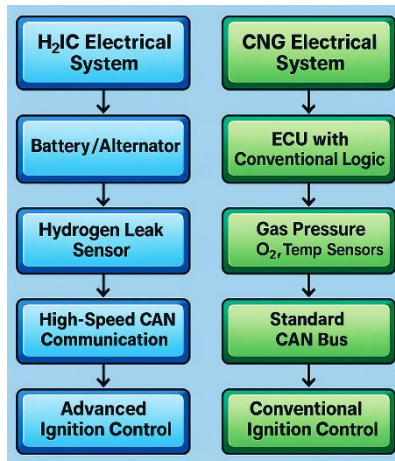 H₂IC Electrical
System
Battery/Alternator
Hydrogen Leak
Sensor
High-Speed CAN
Communication
Advanced
Ignition Control
CNG Electrical
System
ECU with
Conventional Logic
Gas Pressure
O₂, Temp Sensors
Standard
CAN Bus
Conventional
Ignition Control